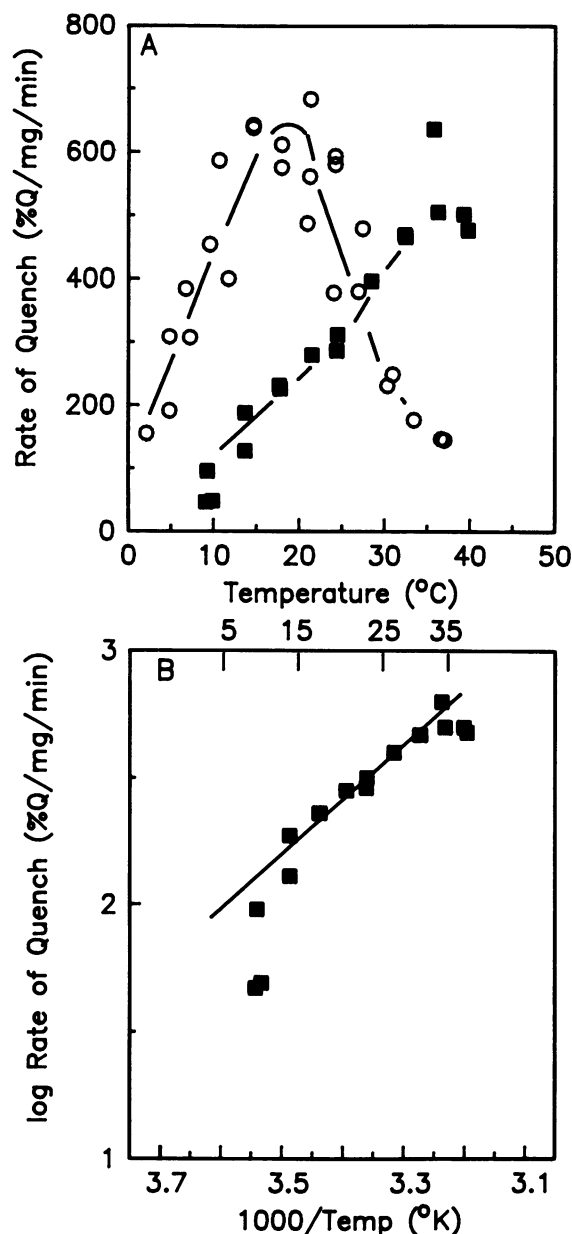 A
800
600
400
200
0
Rate of Quench (%Q/mg/min)
0 10 20 30 40 50
Temperature (°C)
5 15 25 35
B
3
2
1
log Rate of Quench (%Q/mg/min)
3.7 3.5 3.3 3.1
1000/Temp (°K)